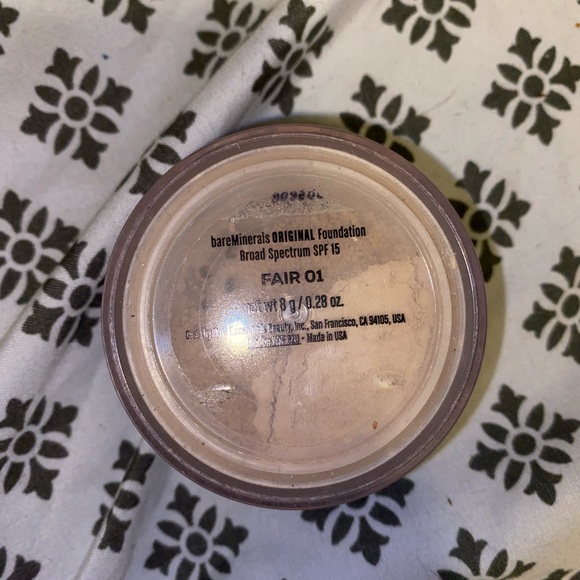 bareMinerals ORIGINAL Foundation
Broad Spectrum SPF 15
FAIR 01
net wt 8 g / 0.28 oz.
Beauty, Inc., San Francisco, CA 94105, USA
• Made in USA